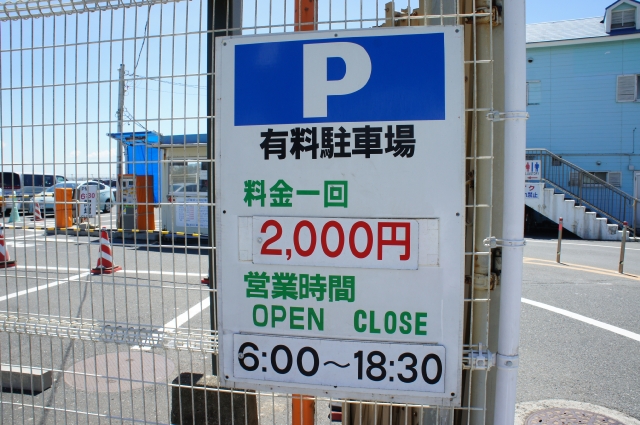 P
有料駐車場
料金一回
2,000円
営業時間
OPEN CLOSE
6:00～18:30